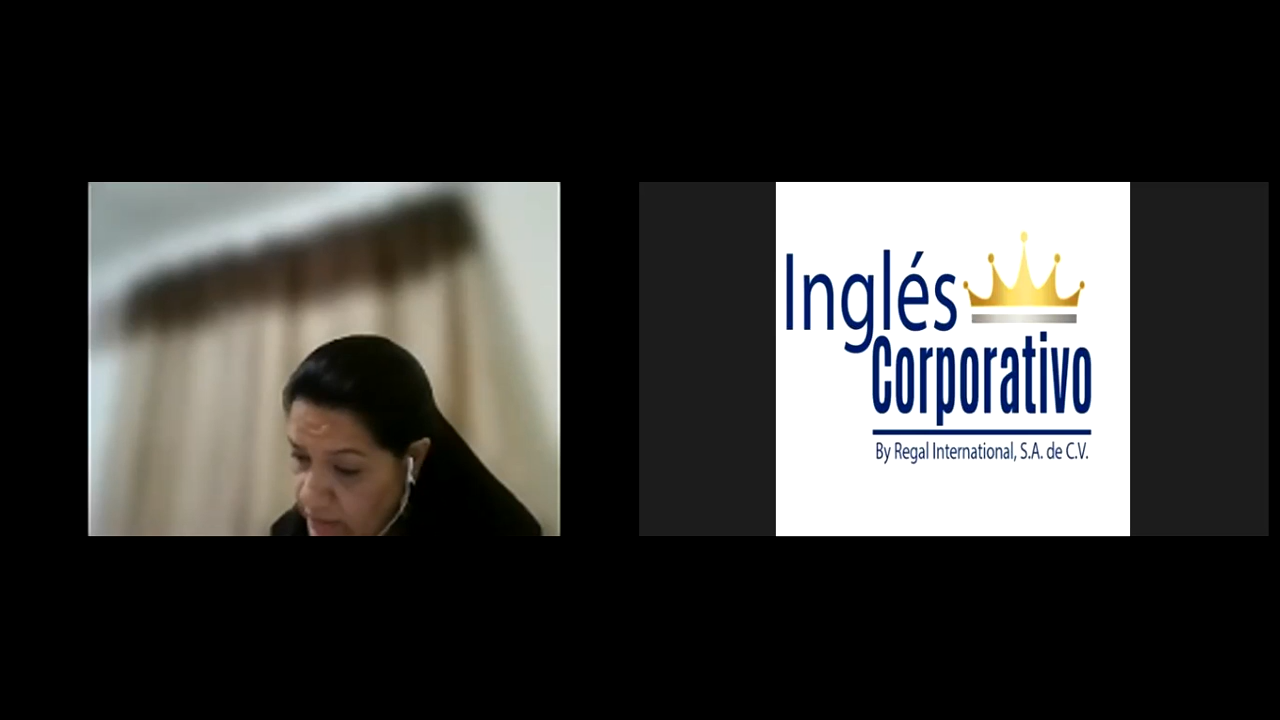 Inglés
Corporativo
By Regal International, S.A. de C.V.